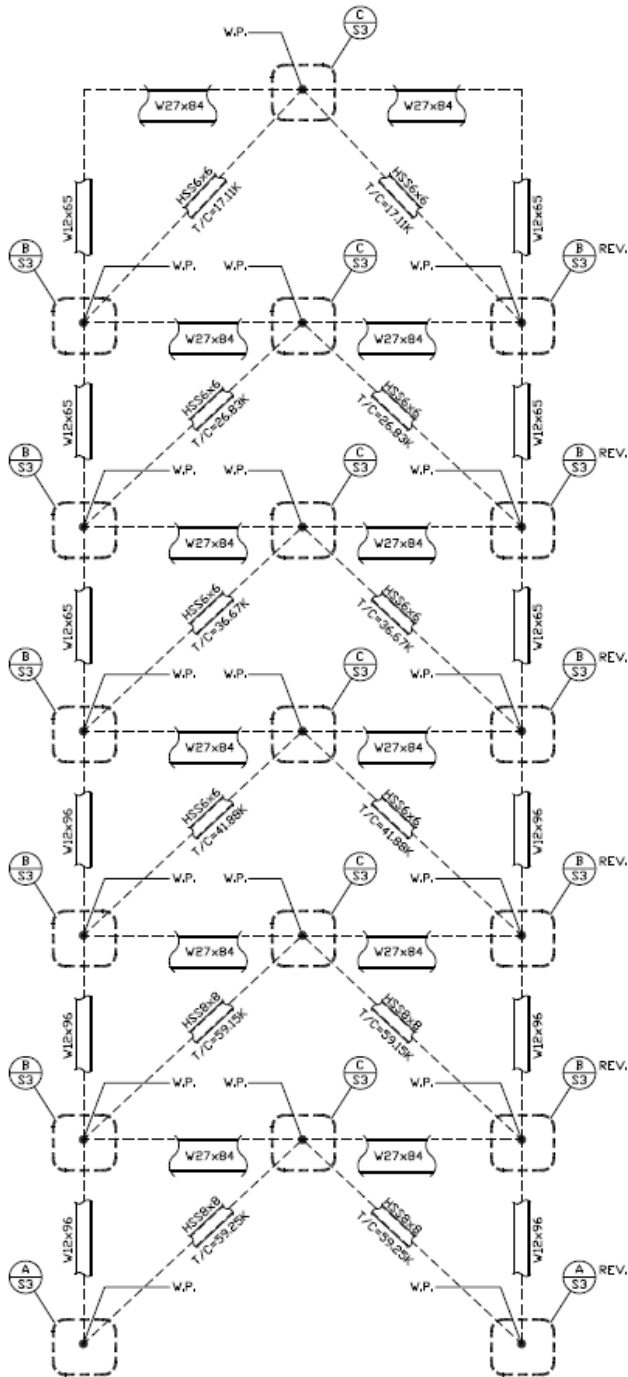 C
W.P.
S3
W27x84 W27x84
HSS6x6 HSS6x6
T/C=17.11K T/C=17.11K
W12x65 W12x65
B C B REV.
S3 W.P. W.P. S3 W.P. S3
W27x84 W27x84
HSS6x6 HSS6x6
T/C=26.83K T/C=26.83K
W12x65 W12x65
B C B REV.
S3 W.P. W.P. S3 W.P. S3
W27x84 W27x84
HSS6x6 HSS6x6
T/C=36.67K T/C=36.67K
W12x65 W12x65
B C B REV.
S3 W.P. W.P. S3 W.P. S3
W27x84 W27x84
HSS6x6 HSS6x6
T/C=41.88K T/C=41.88K
W12x96 W12x96
B C B REV.
S3 W.P. W.P. S3 W.P. S3
W27x84 W27x84
HSS8x8 HSS8x8
T/C=59.15K T/C=59.15K
W12x96 W12x96
B C B REV.
S3 W.P. W.P. S3 W.P. S3
W27x84 W27x84
HSS8x8 HSS8x8
T/C=59.25K T/C=59.25K
W12x96 W12x96
A A REV.
S3 W.P. W.P. S3